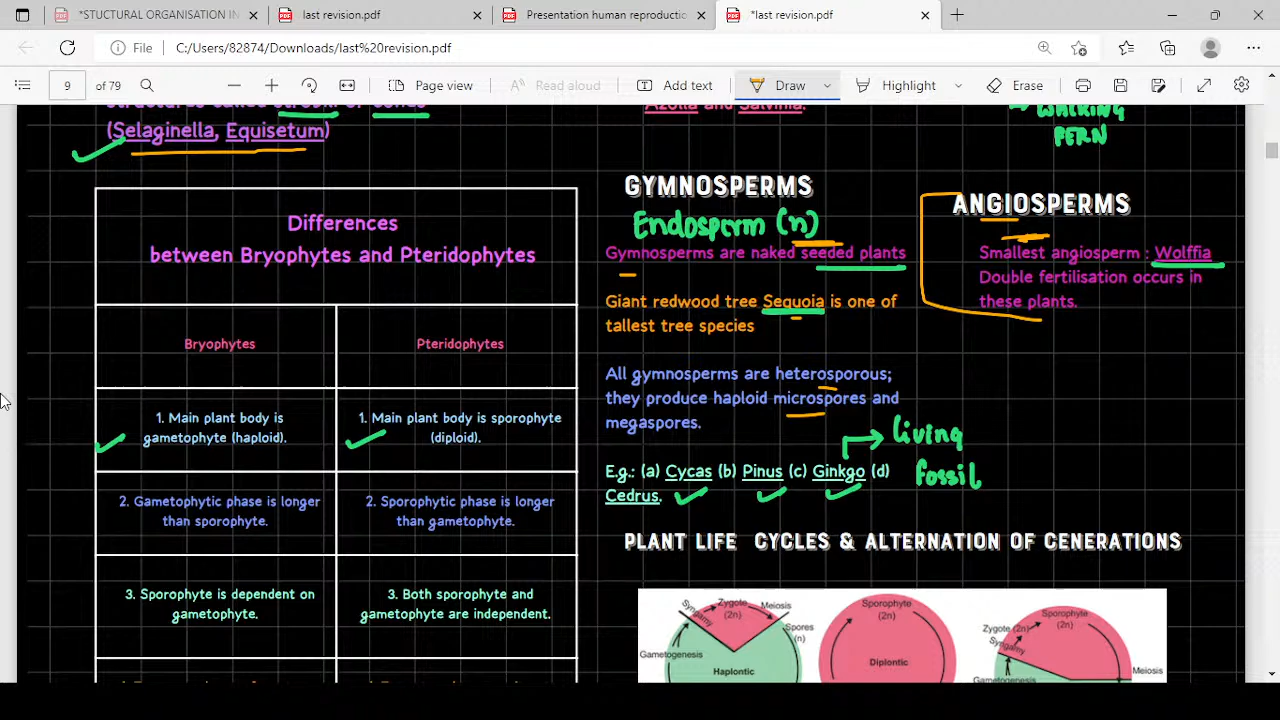 *STUCTURAL ORGANISATION IN
last revision.pdf
Presentation human reproductio
*last revision.pdf
File
C:/Users/82874/Downloads/last%20revision.pdf
9
of 79
Page view
Read aloud
Add text
Draw
Highlight
Erase
(Selaginella, Equisetum)
Differences
between Bryophytes and Pteridophytes
Bryophytes
Pteridophytes
1. Main plant body is
gametophyte (haploid).
1. Main plant body is sporophyte
(diploid).
2. Gametophytic phase is longer
than sporophyte.
2. Sporophytic phase is longer
than gametophyte.
3. Sporophyte is dependent on
gametophyte.
3. Both sporophyte and
gametophyte are independent.
Azolla and Salvinia.
WALKING
FERN
GYMNOSPERMS
Endosperm (n)
Gymnosperms are naked seeded plants
Giant redwood tree Sequoia is one of
tallest tree species
All gymnosperms are heterosporous;
they produce haploid microspores and
megaspores.
E.g.: (a) Cycas (b) Pinus (c) Ginkgo (d)
Cedrus.
living
fossil
ANGIOSPERMS
Smallest angiosperm : Wolffia
Double fertilisation occurs in
these plants.
PLANT LIFE CYCLES & ALTERNATION OF GENERATIONS
Syngamy
Zygote
(2n)
Meiosis
Spores
(n)
Gametogenesis
Haplontic
Sporophyte
(2n)
Diplontic
Sporophyte
(2n)
Zygote (2n)
Syngamy
Meiosis
Gametogenesis